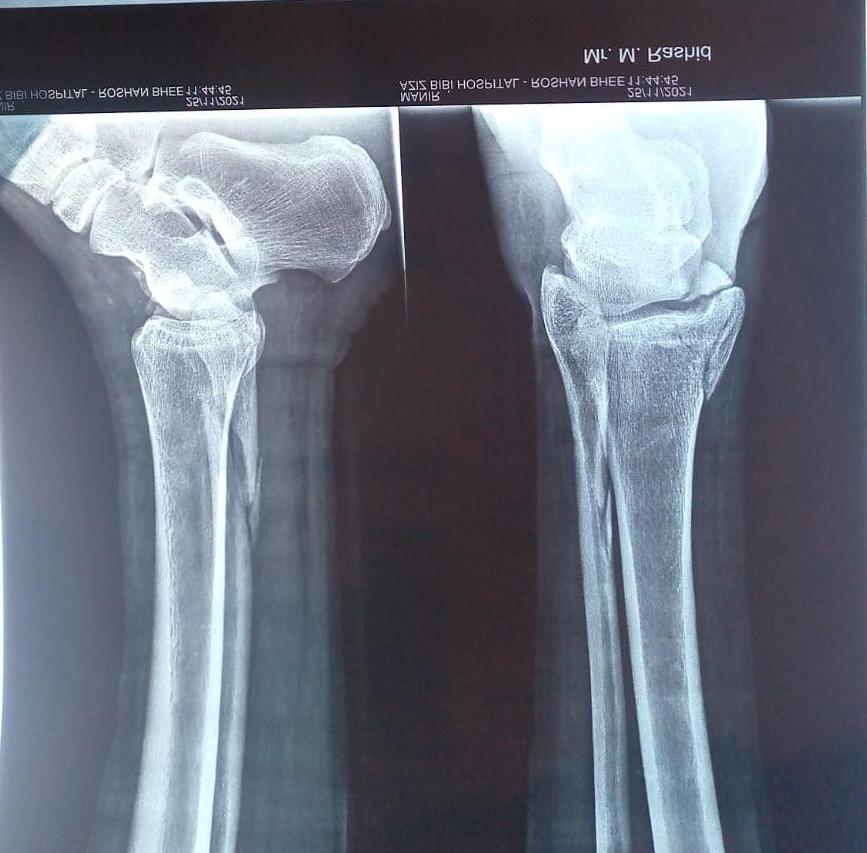 Mr. M. Rashid
BIBI HOSPITAL - ROSHAN BHEE 11:44:45
25/11/2021
AZIZ BIBI HOSPITAL - ROSHAN BHEE 11:44:45
MANIR
25/11/2021